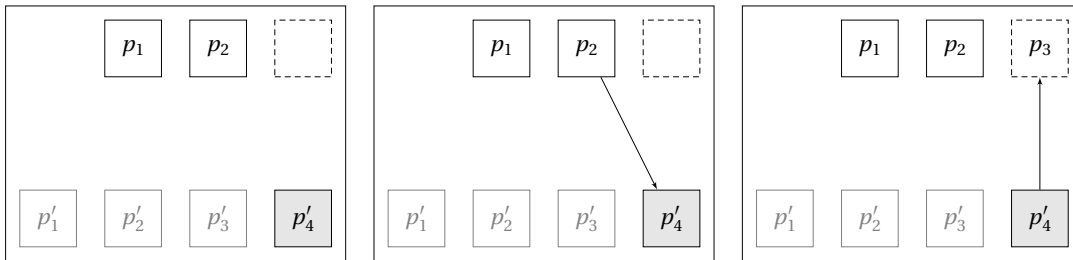 p₁ p₂ p₁ p₂ p₁ p₂ p₃
p′₁ p′₂ p′₃ p′₄ p′₁ p′₂ p′₃ p′₄ p′₁ p′₂ p′₃ p′₄